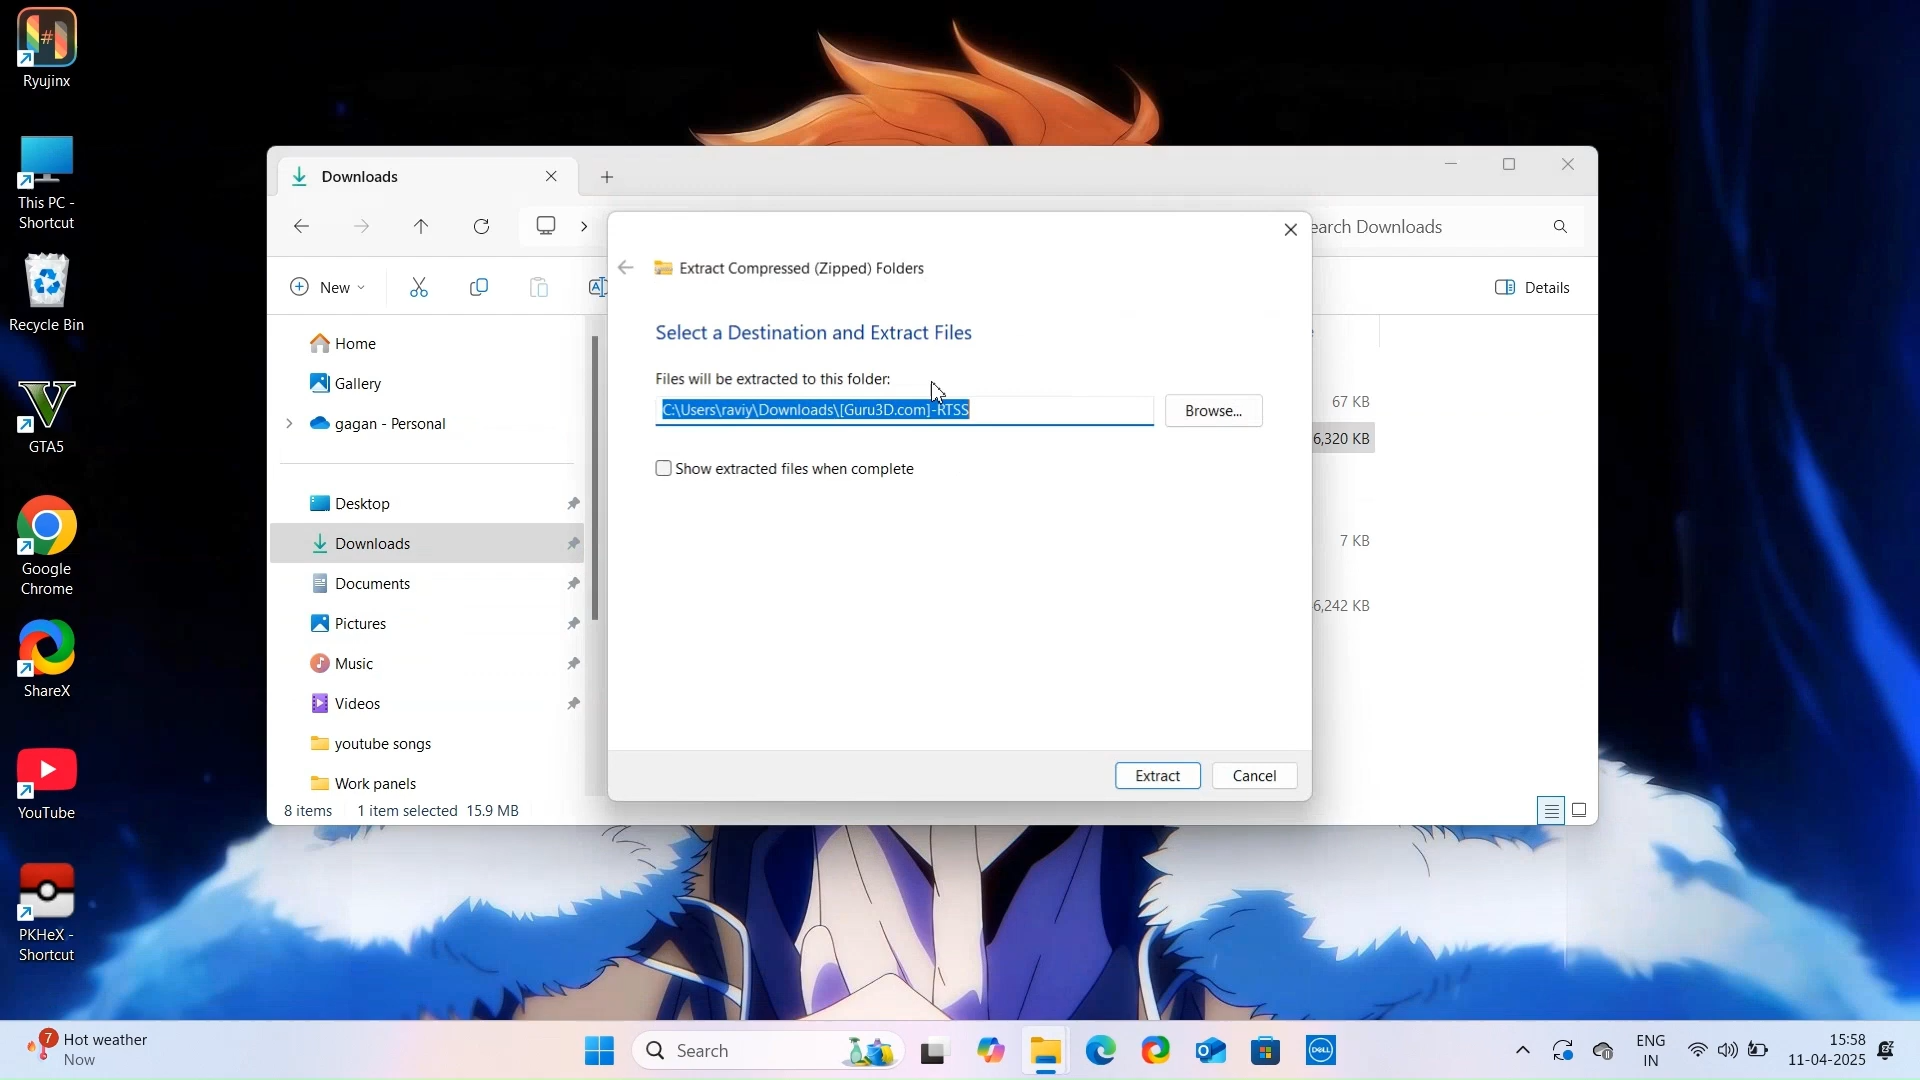 Ryujinx
This PC -
Shortcut
Recycle Bin
GTA5
Google
Chrome
ShareX
YouTube
PKHeX -
Shortcut
Downloads
earch Downloads
New
Details
Home
Gallery
gagan - Personal
Desktop
Downloads
Documents
Pictures
Music
Videos
youtube songs
Work panels
8 items
1 item selected 15.9 MB
Extract Compressed (Zipped) Folders
Select a Destination and Extract Files
Files will be extracted to this folder:
C:\Users\raviy\Downloads\[Guru3D.com]-RTSS
Browse...
Show extracted files when complete
Extract
Cancel
67 KB
6,320 KB
7 KB
6,242 KB
7
Hot weather
Now
Search
DELL
ENG
IN
15:58
11-04-2025